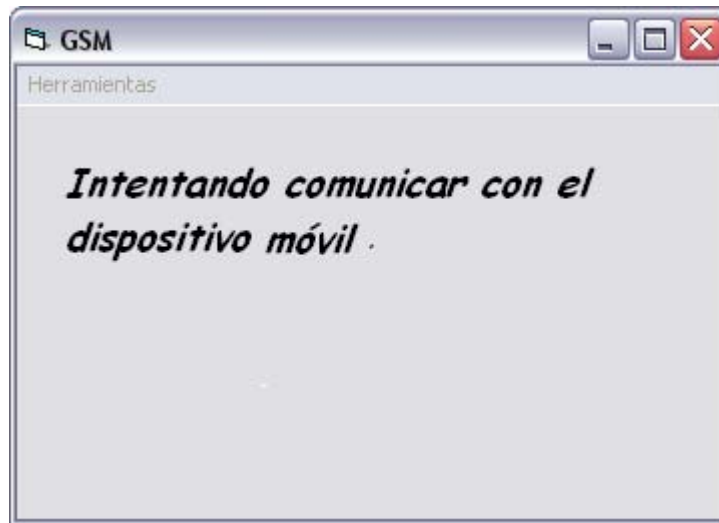 GSM
Herramientas
Intentando comunicar con el
dispositivo móvil .